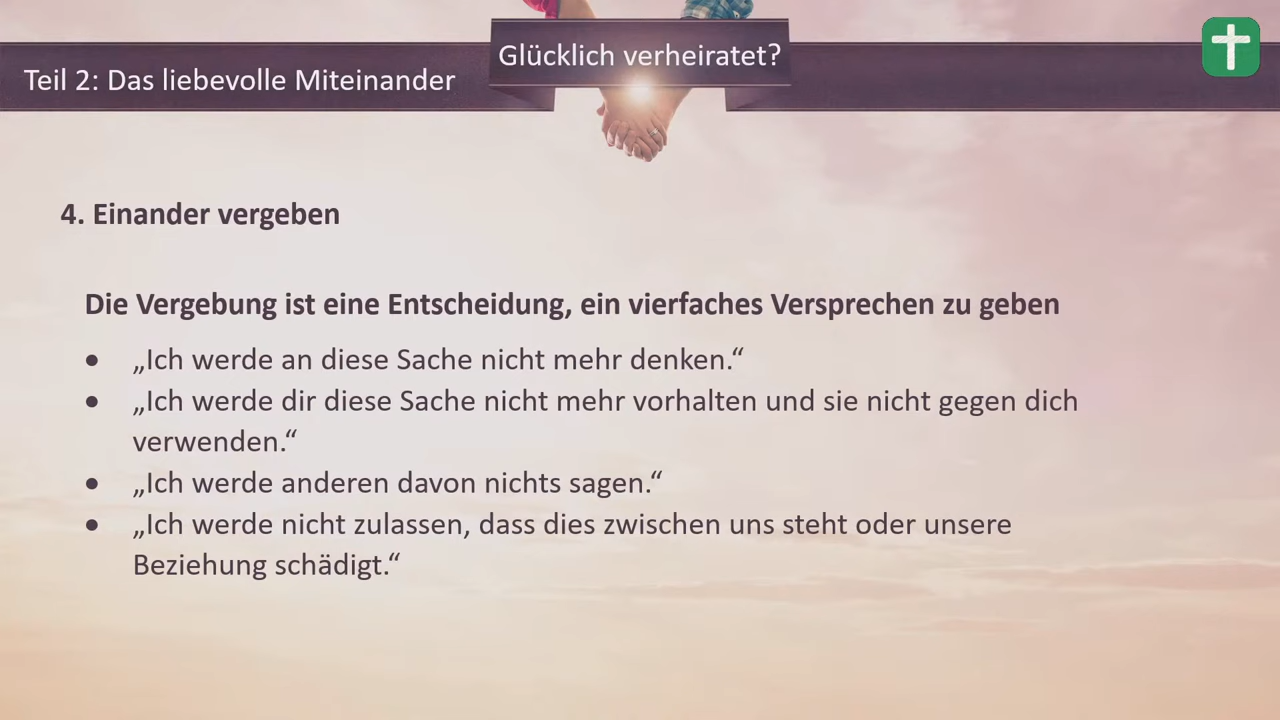 Glücklich verheiratet?
Teil 2: Das liebevolle Miteinander
4. Einander vergeben
Die Vergebung ist eine Entscheidung, ein vierfaches Versprechen zu geben
• „Ich werde an diese Sache nicht mehr denken.“
• „Ich werde dir diese Sache nicht mehr vorhalten und sie nicht gegen dich
verwenden.“
• „Ich werde anderen davon nichts sagen.“
• „Ich werde nicht zulassen, dass dies zwischen uns steht oder unsere
Beziehung schädigt.“